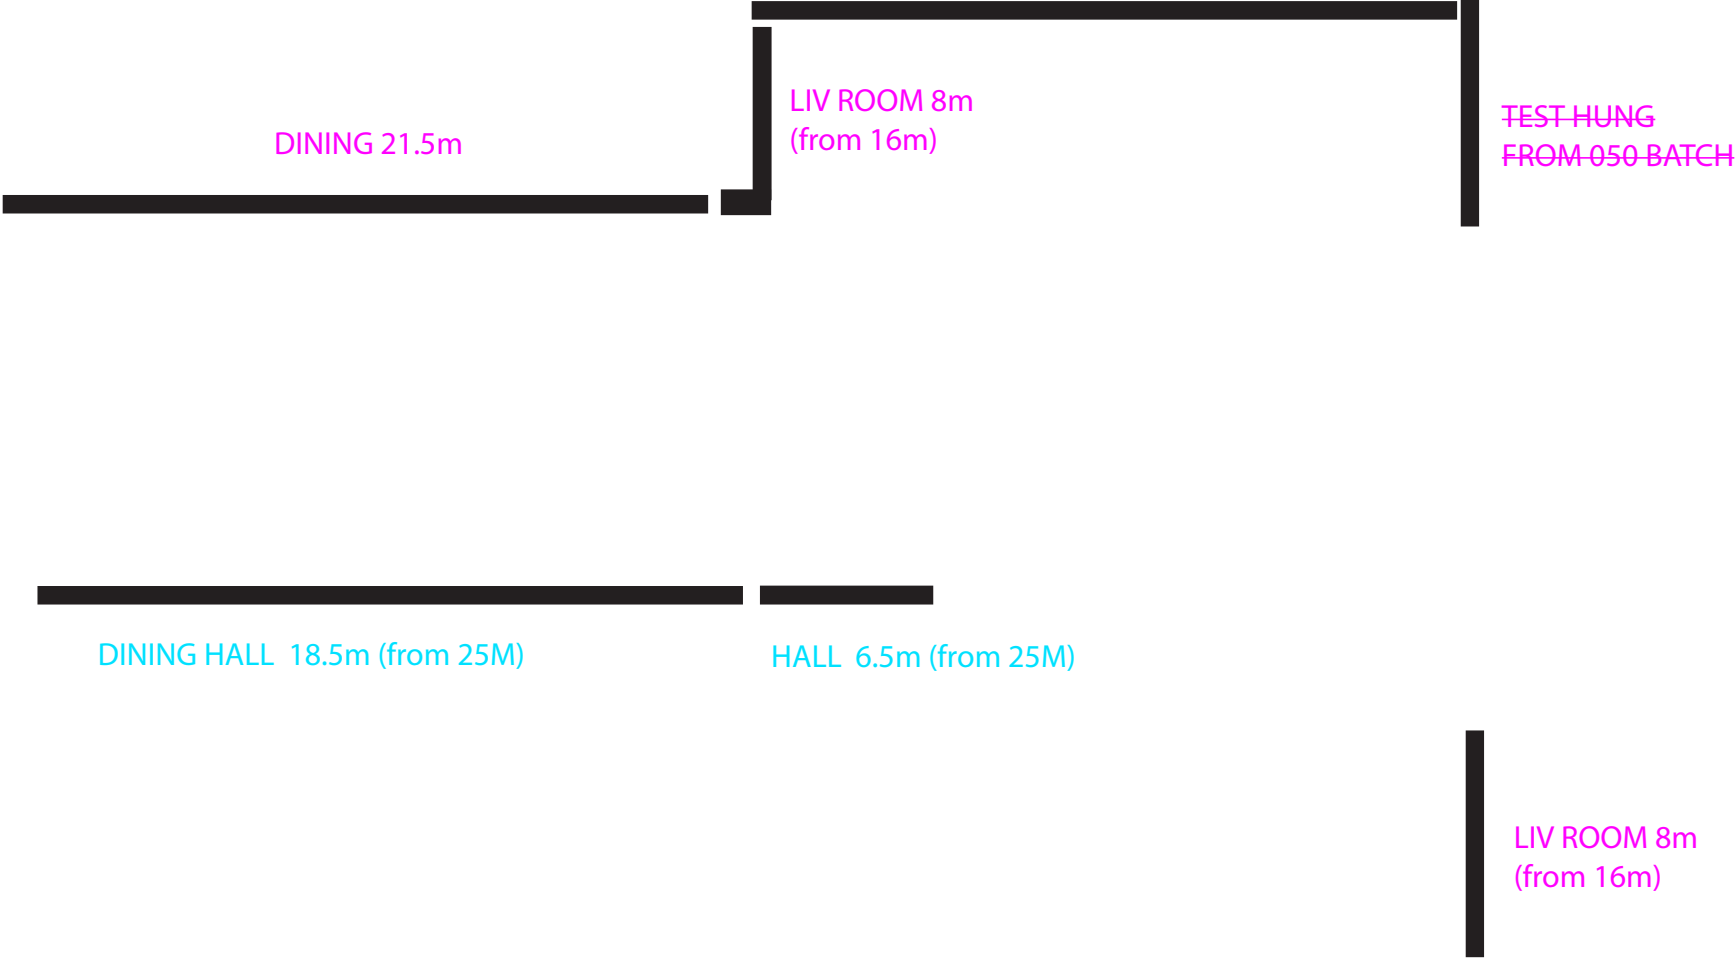 LIV ROOM 8m
(from 16m)
TEST HUNG
FROM 050 BATCH
DINING 21.5m
DINING HALL  18.5m (from 25M)
HALL  6.5m (from 25M)
LIV ROOM 8m
(from 16m)